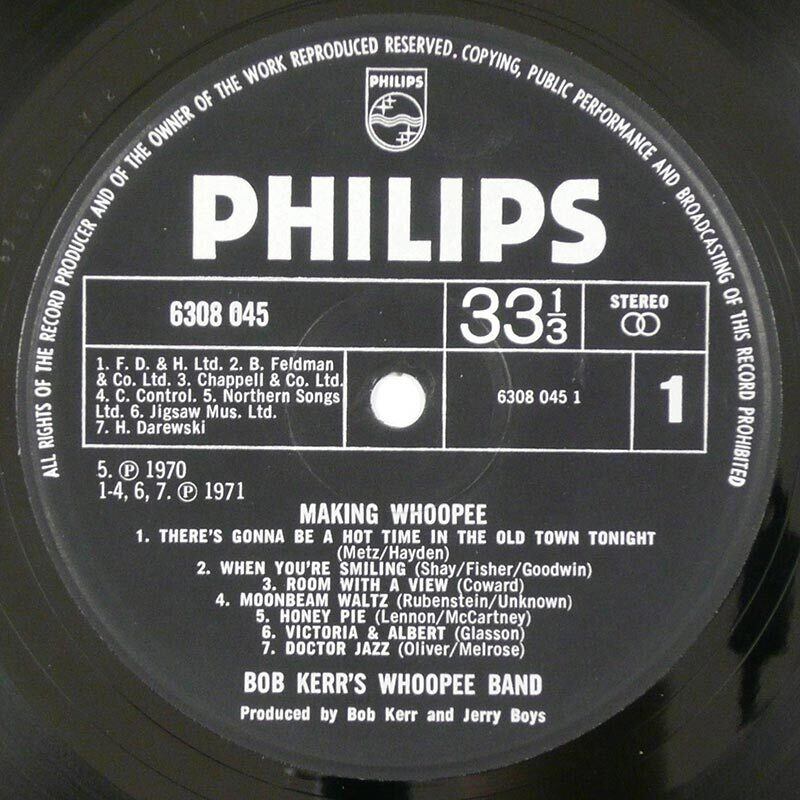 ALL RIGHTS OF THE RECORD PRODUCER AND OF THE OWNER OF THE WORK REPRODUCED RESERVED. COPYING, PUBLIC PERFORMANCE AND BROADCASTING OF THIS RECORD PROHIBITED
PHILIPS
PHILIPS
6308 045
33 1/3
STEREO
1. F. D. & H. Ltd. 2. B. Feldman
& Co. Ltd. 3. Chappell & Co. Ltd.
4. C. Control. 5. Northern Songs
Ltd. 6. Jigsaw Mus. Ltd.
7. H. Darewski
6308 045 1
1
5. ℗ 1970
1-4, 6, 7. ℗ 1971
MAKING WHOOPEE
1. THERE'S GONNA BE A HOT TIME IN THE OLD TOWN TONIGHT
(Metz/Hayden)
2. WHEN YOU'RE SMILING (Shay/Fisher/Goodwin)
3. ROOM WITH A VIEW (Coward)
4. MOONBEAM WALTZ (Rubenstein/Unknown)
5. HONEY PIE (Lennon/McCartney)
6. VICTORIA & ALBERT (Glasson)
7. DOCTOR JAZZ (Oliver/Melrose)
BOB KERR'S WHOOPEE BAND
Produced by Bob Kerr and Jerry Boys